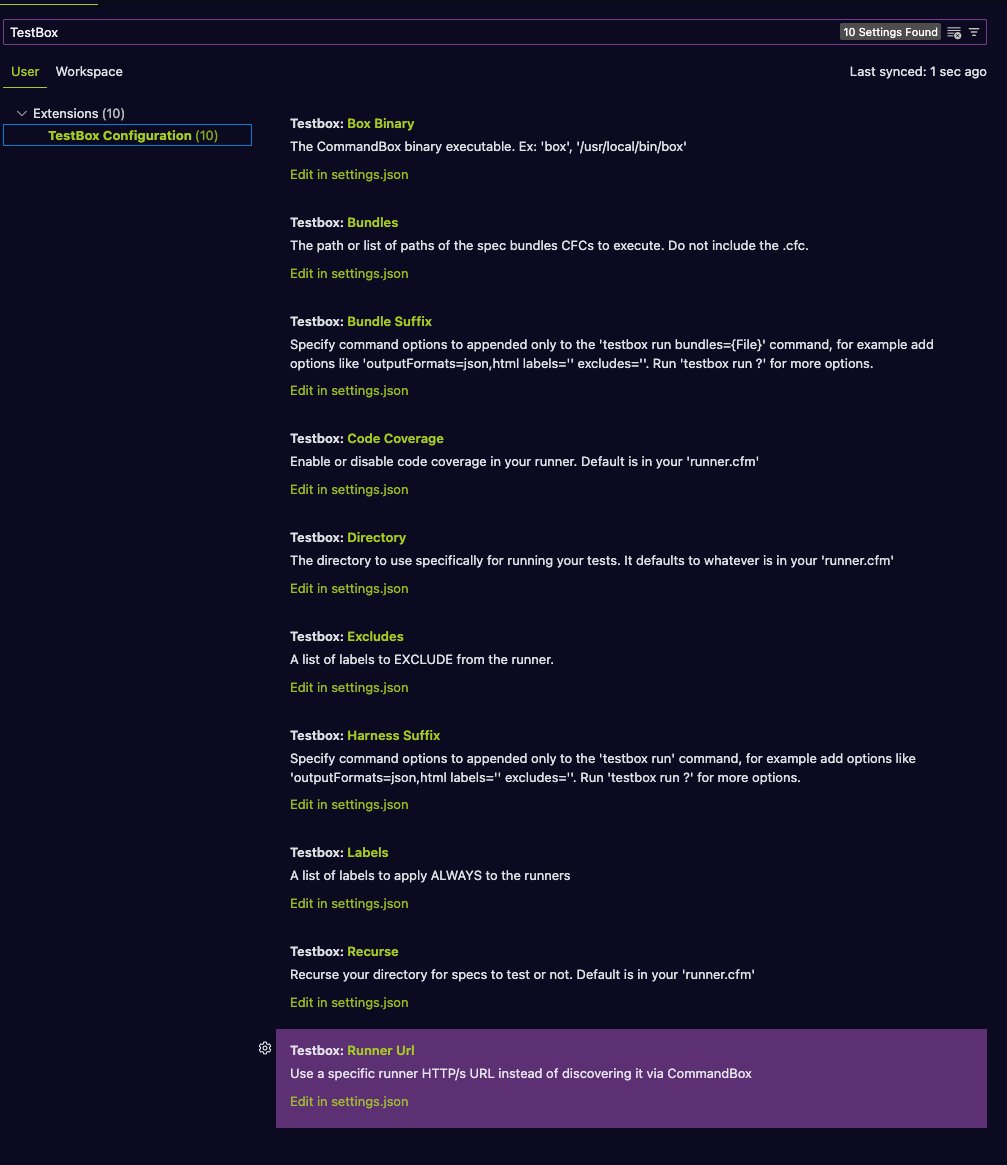 TestBox
10 Settings Found
User Workspace
Last synced: 1 sec ago
Extensions (10)
TestBox Configuration (10)
Testbox: Box Binary
The CommandBox binary executable. Ex: 'box', '/usr/local/bin/box'
Edit in settings.json
Testbox: Bundles
The path or list of paths of the spec bundles CFCs to execute. Do not include the .cfc.
Edit in settings.json
Testbox: Bundle Suffix
Specify command options to appended only to the 'testbox run bundles={File}' command, for example add
options like 'outputFormats=json,html labels='' excludes=''. Run 'testbox run ?' for more options.
Edit in settings.json
Testbox: Code Coverage
Enable or disable code coverage in your runner. Default is in your 'runner.cfm'
Edit in settings.json
Testbox: Directory
The directory to use specifically for running your tests. It defaults to whatever is in your 'runner.cfm'
Edit in settings.json
Testbox: Excludes
A list of labels to EXCLUDE from the runner.
Edit in settings.json
Testbox: Harness Suffix
Specify command options to appended only to the 'testbox run' command, for example add options like
'outputFormats=json,html labels='' excludes=''. Run 'testbox run ?' for more options.
Edit in settings.json
Testbox: Labels
A list of labels to apply ALWAYS to the runners
Edit in settings.json
Testbox: Recurse
Recurse your directory for specs to test or not. Default is in your 'runner.cfm'
Edit in settings.json
Testbox: Runner Url
Use a specific runner HTTP/s URL instead of discovering it via CommandBox
Edit in settings.json